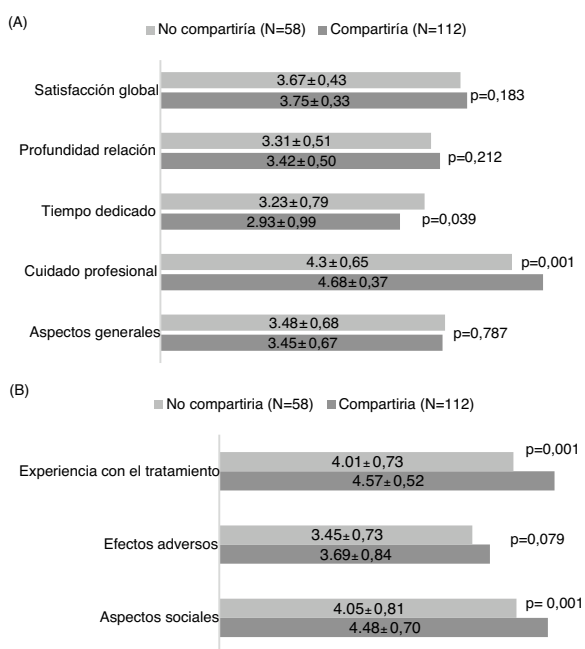 (A)
No compartiría (N=58) Compartiría (N=112)
Satisfacción global
3.67±0,43
3.75±0,33
p=0,183
Profundidad relación
3.31±0,51
3.42±0,50
p=0,212
Tiempo dedicado
3.23±0,79
2.93±0,99
p=0,039
Cuidado profesional
4.3±0,65
4.68±0,37
p=0,001
Aspectos generales
3.48±0,68
3.45±0,67
p=0,787
(B)
No compartiria (N=58) Compartiria (N=112)
Experiencia con el tratamiento
4.01±0,73
4.57±0,52
p=0,001
Efectos adversos
3.45±0,73
3.69±0,84
p=0,079
Aspectos sociales
4.05±0,81
4.48±0,70
p= 0,001